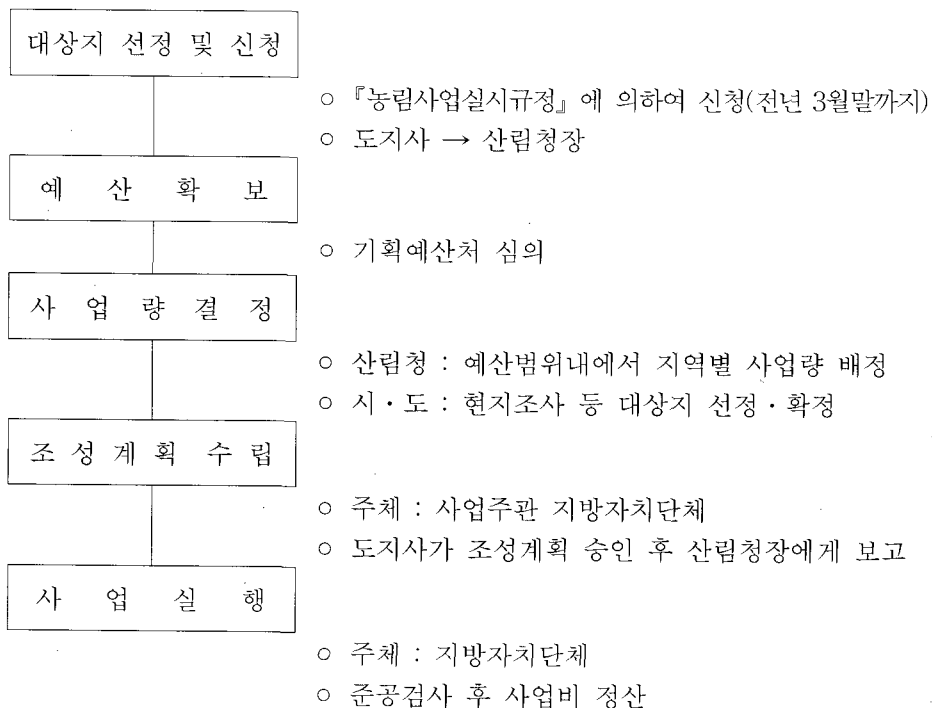 대상지 선정 및 신청
○ 『농림사업실시규정』에 의하여 신청(전년 3월말까지)
○ 도지사 → 산림청장
예 산 확 보
○ 기획예산처 심의
사 업 량 결 정
○ 산림청 : 예산범위내에서 지역별 사업량 배정
○ 시·도 : 현지조사 등 대상지 선정·확정
조 성 계 획 수 립
○ 주체 : 사업주관 지방자치단체
○ 도지사가 조성계획 승인 후 산림청장에게 보고
사 업 실 행
○ 주체 : 지방자치단체
○ 준공검사 후 사업비 정산